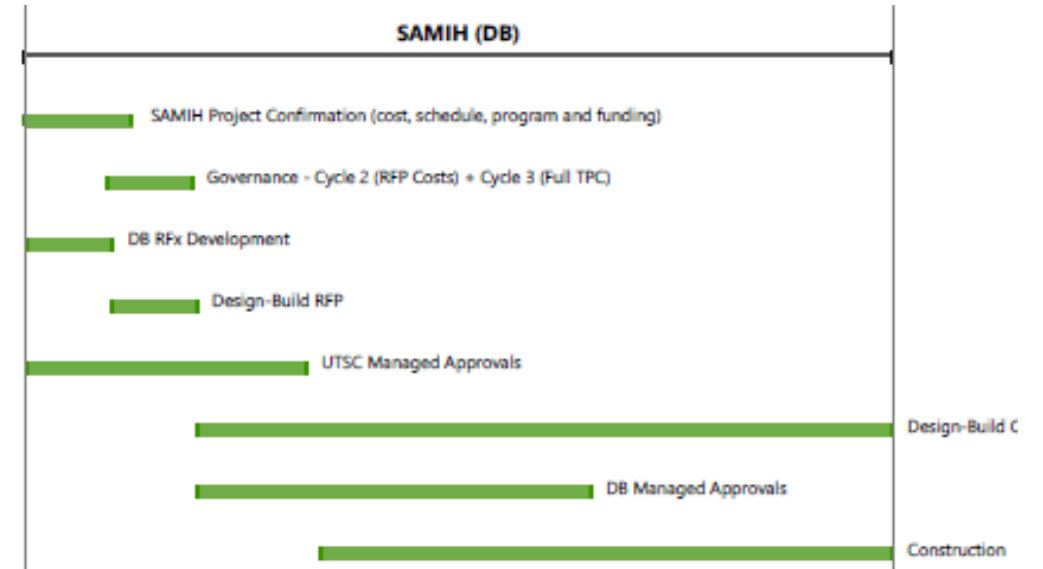 SAMIH (DB)
SAMIH Project Confirmation (cost, schedule, program and funding)
Governance - Cycle 2 (RFP Costs) + Cycle 3 (Full TPC)
DB RFx Development
Design-Build RFP
UTSC Managed Approvals
Design-Build
DB Managed Approvals
Construction